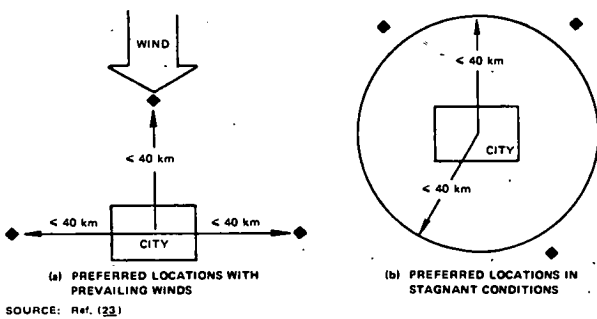 WIND
< 40 km
< 40 km
< 40 km
CITY
(a) PREFERRED LOCATIONS WITH
PREVAILING WINDS
< 40 km
CITY
< 40 km
(b) PREFERRED LOCATIONS IN
STAGNANT CONDITIONS
SOURCE: Ref. (23)